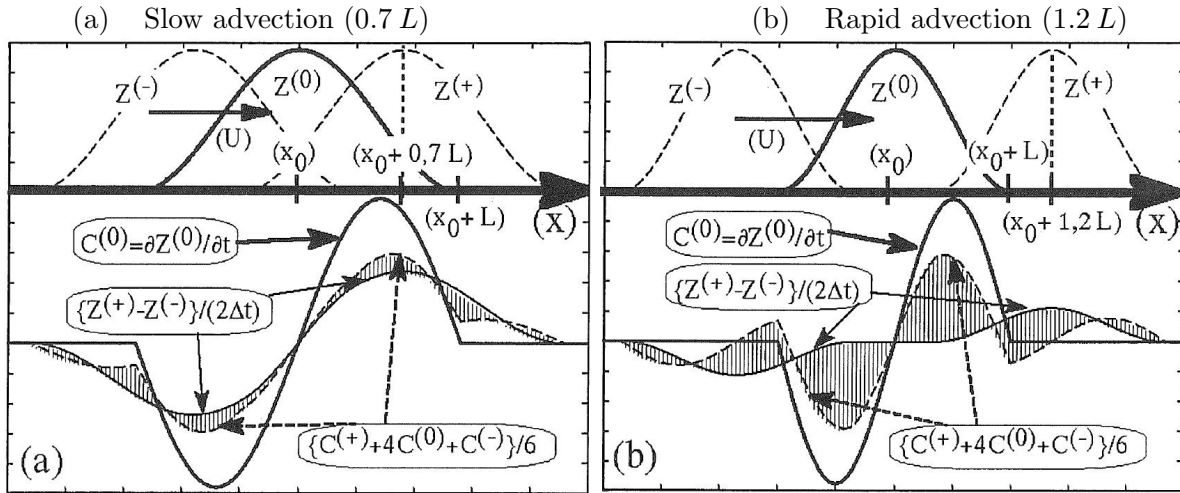 (a) Slow advection (0.7 L)
Z(-)
Z(0)
Z(+)
(U)
(x₀)
(x₀+ 0,7 L)
(x₀+ L)
(X)
C(0)=∂Z(0)/∂t
{Z(+)-Z(-)}/(2Δt)
{C(+)+4C(0)+C(-)}/6
(a)
(b) Rapid advection (1.2 L)
Z(-)
Z(0)
Z(+)
(U)
(x₀)
(x₀+L)
(x₀+ 1,2 L)
(X)
C(0)=∂Z(0)/∂t
{Z(+)-Z(-)}/(2Δt)
{C(+)+4C(0)+C(-)}/6
(b)